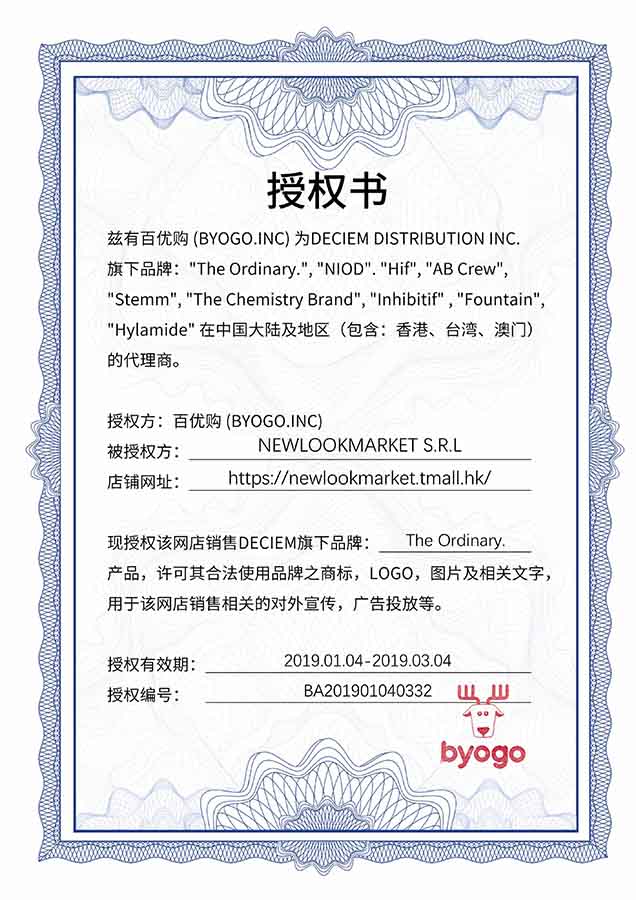 授权书
兹有百优购 (BYOGO.INC) 为DECIEM DISTRIBUTION INC.
旗下品牌："The Ordinary.", "NIOD". "Hif", "AB Crew",
"Stemm", "The Chemistry Brand", "Inhibitif" , "Fountain",
"Hylamide" 在中国大陆及地区（包含：香港、台湾、澳门）
的代理商。
授权方：百优购 (BYOGO.INC)
被授权方： NEWLOOKMARKET S.R.L
店铺网址： https://newlookmarket.tmall.hk/
现授权该网店销售DECIEM旗下品牌： The Ordinary.
产品，许可其合法使用品牌之商标，LOGO，图片及相关文字，
用于该网店销售相关的对外宣传，广告投放等。
授权有效期： 2019.01.04-2019.03.04
授权编号： BA201901040332
byogo